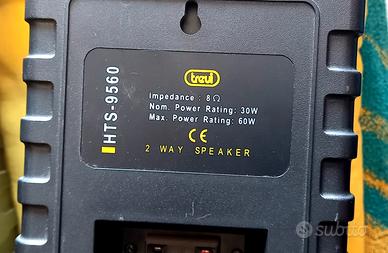 trevi
HTS-9560
Impedance : 8 Ω
Nom. Power Rating: 30W
Max. Power Rating: 60W
CE
2 WAY SPEAKER
subito